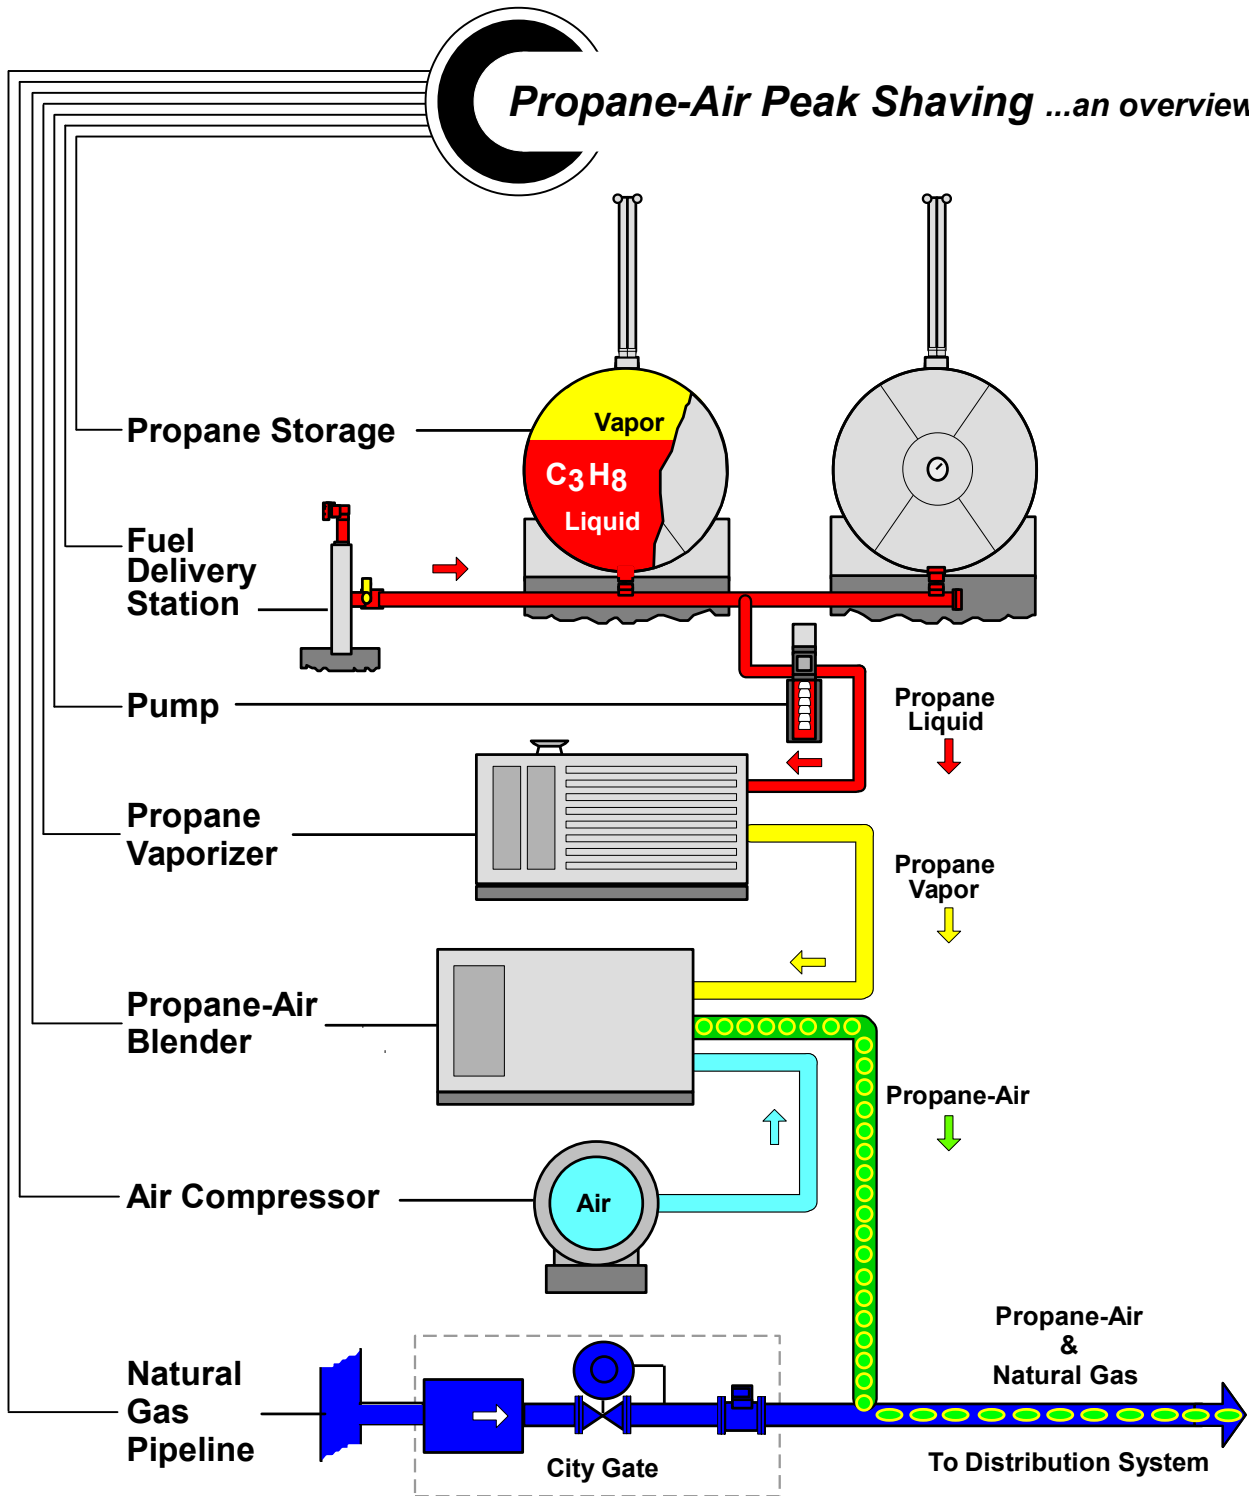 Propane-Air Peak Shaving ...an overview
Propane Storage
Vapor
C3H8
Liquid
Fuel
Delivery
Station
Pump
Propane
Liquid
Propane
Vaporizer
Propane
Vapor
Propane-Air
Blender
Propane-Air
Air Compressor
Air
Natural
Gas
Pipeline
City Gate
Propane-Air
&
Natural Gas
To Distribution System